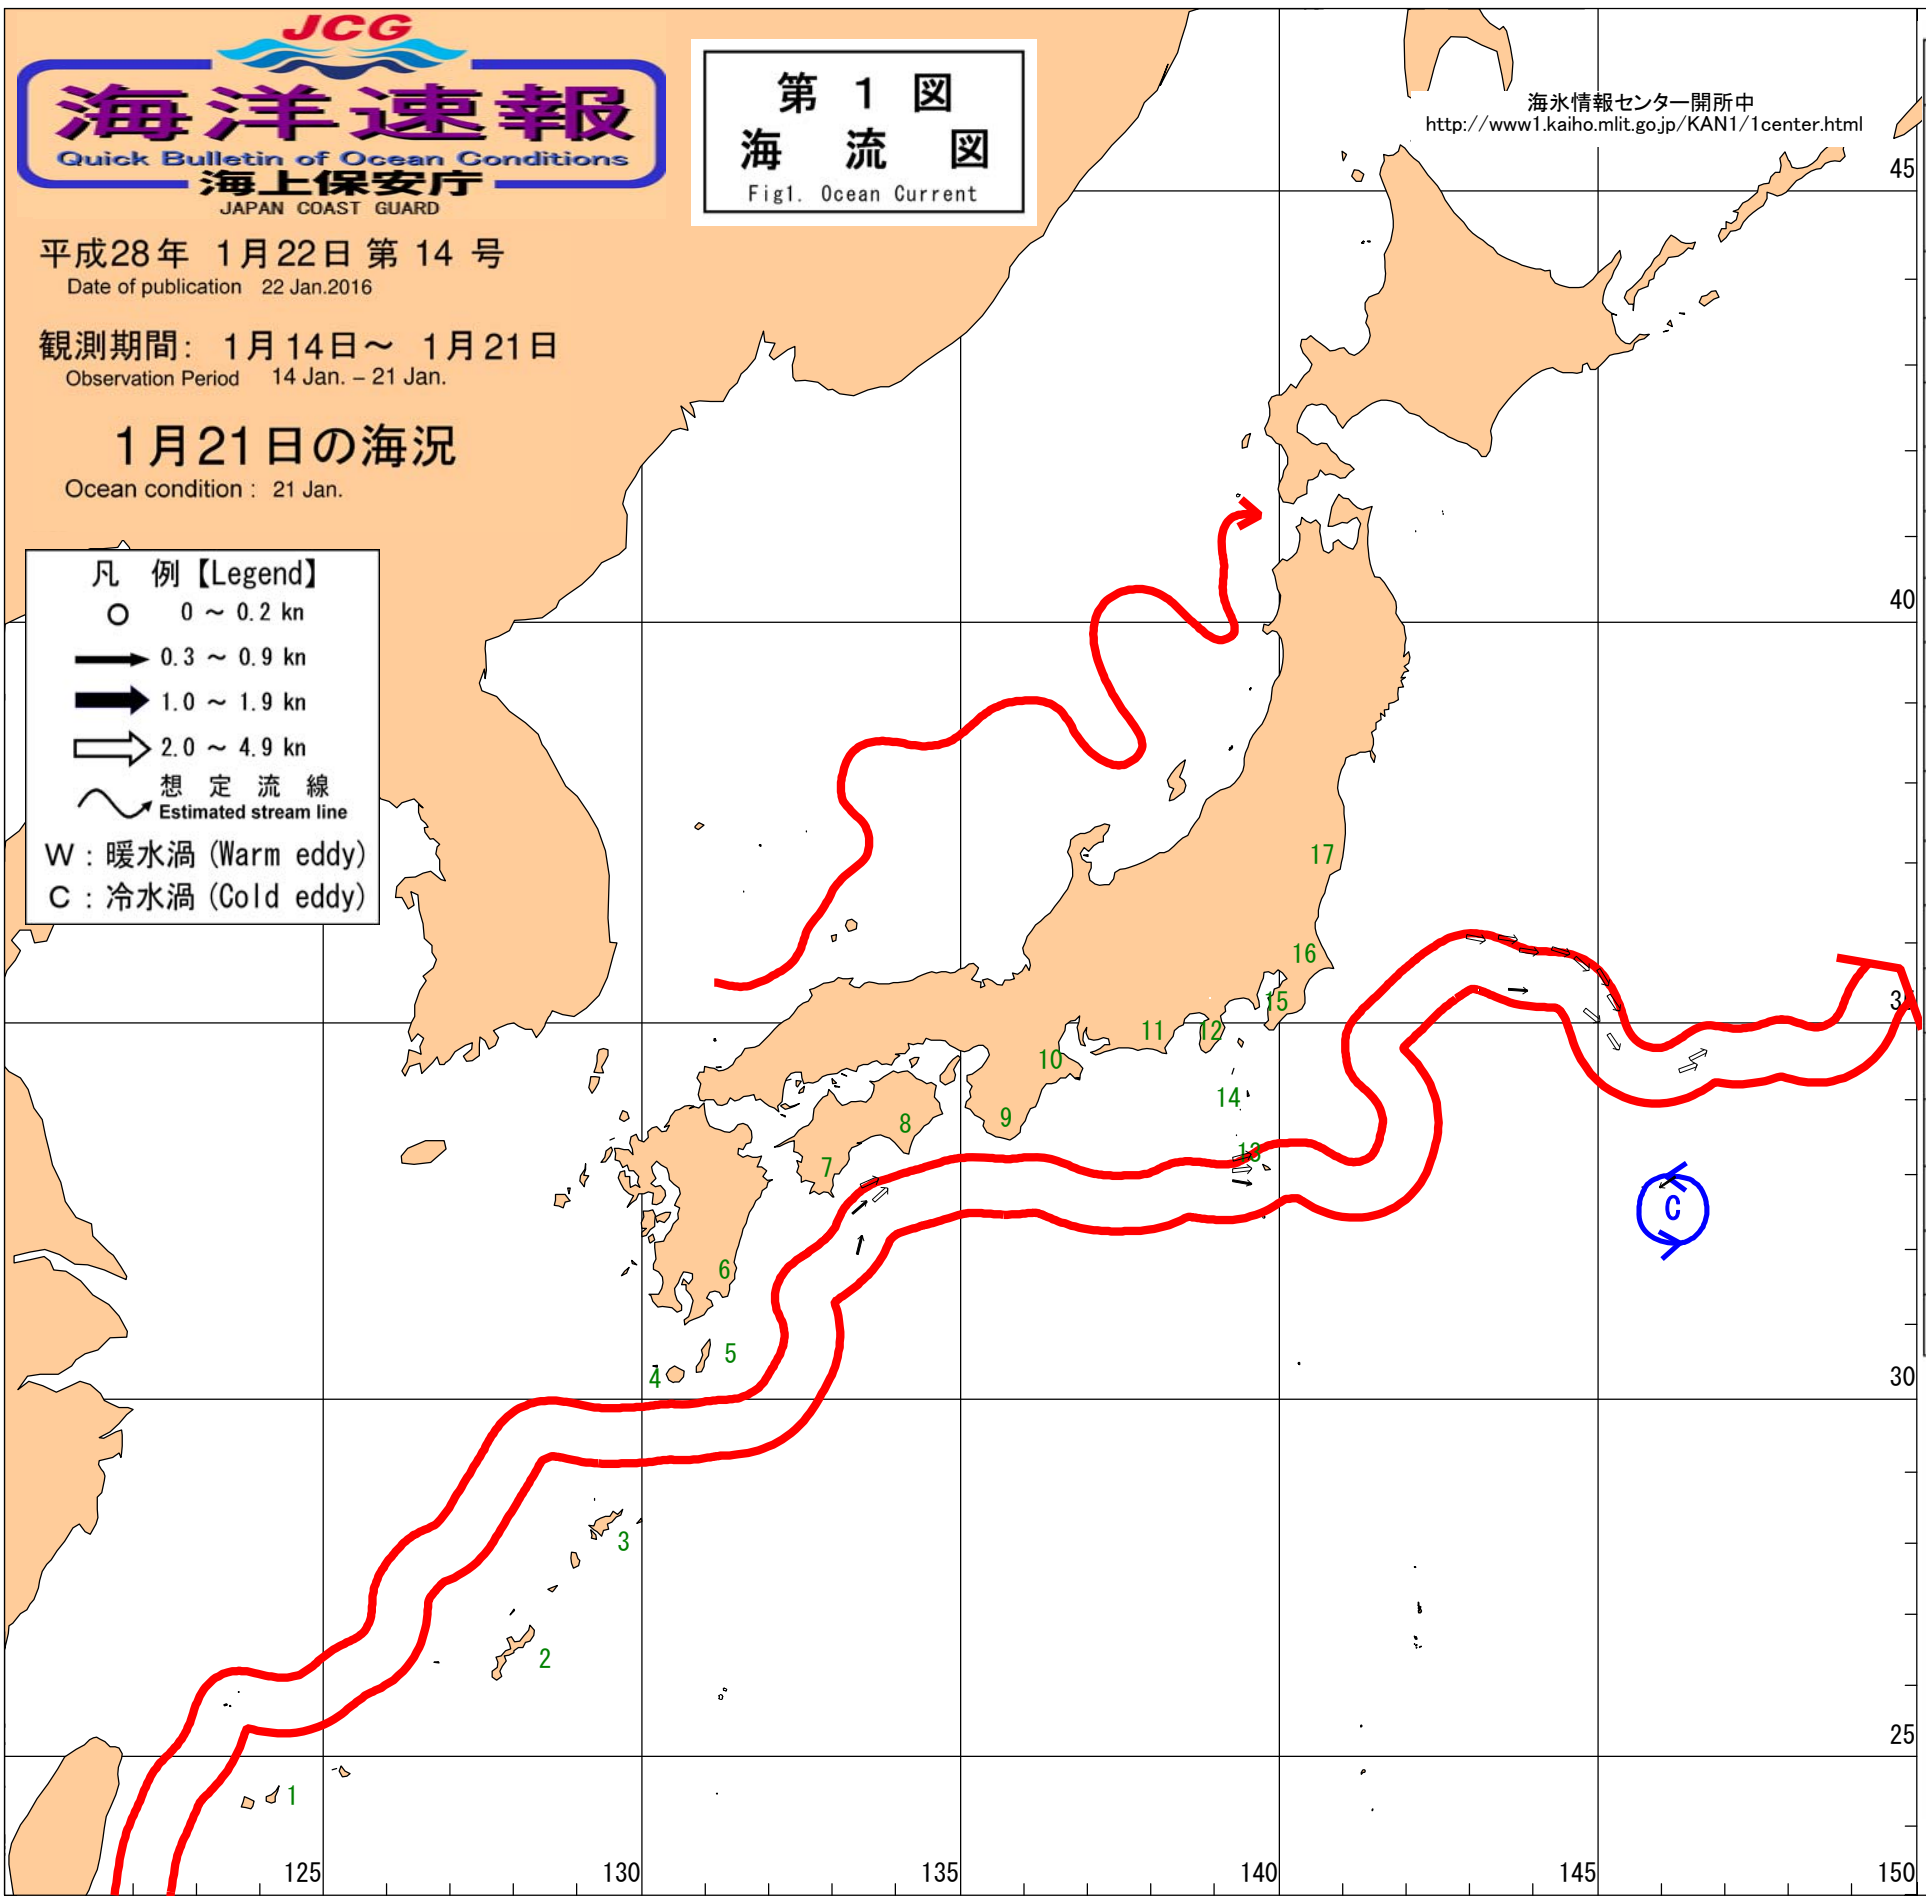 JCG
海洋速報
Quick Bulletin of Ocean Conditions
海上保安庁
JAPAN COAST GUARD
第 1 図
海 流 図
Fig1. Ocean Current
海氷情報センター開所中
http://www1.kaiho.mlit.go.jp/KAN1/1center.html
平成28年 1月22日 第 14 号
Date of publication 22 Jan.2016
観測期間: 1月14日～ 1月21日
Observation Period 14 Jan. – 21 Jan.
1月21日の海況
Ocean condition : 21 Jan.
凡 例【Legend】
0 ～ 0.2 kn
0.3 ～ 0.9 kn
1.0 ～ 1.9 kn
2.0 ～ 4.9 kn
想 定 流 線
Estimated stream line
W : 暖水渦 (Warm eddy)
C : 冷水渦 (Cold eddy)
45
40
17
16
15
12
11
10
14
9
8
13
7
C
6
5
4
30
3
2
25
1
125
130
135
140
145
150